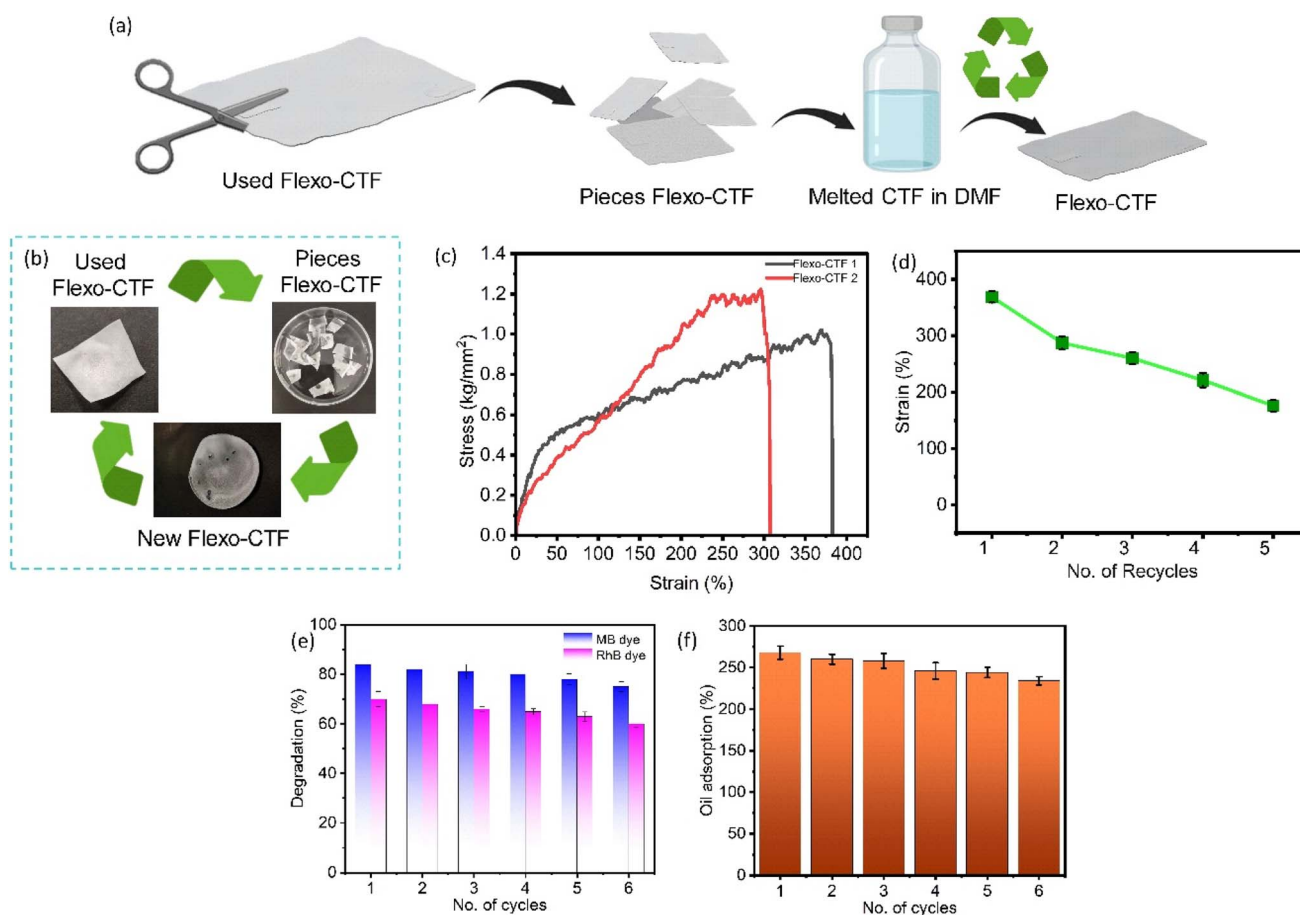 (a)
Used Flexo-CTF
Pieces Flexo-CTF
Melted CTF in DMF
Flexo-CTF
(b)
Used
Flexo-CTF
Pieces
Flexo-CTF
New Flexo-CTF
(c)
Flexo-CTF 1
Flexo-CTF 2
Stress (kg/mm²)
1.4
1.2
1.0
0.8
0.6
0.4
0.2
0.0
0 50 100 150 200 250 300 350 400
Strain (%)
(d)
Strain (%)
400
300
200
100
0
1 2 3 4 5
No. of Recycles
(e)
MB dye
RhB dye
Degradation (%)
100
80
60
40
20
0
1 2 3 4 5 6
No. of cycles
(f)
Oil adsorption (%)
300
250
200
150
100
50
0
1 2 3 4 5 6
No. of cycles